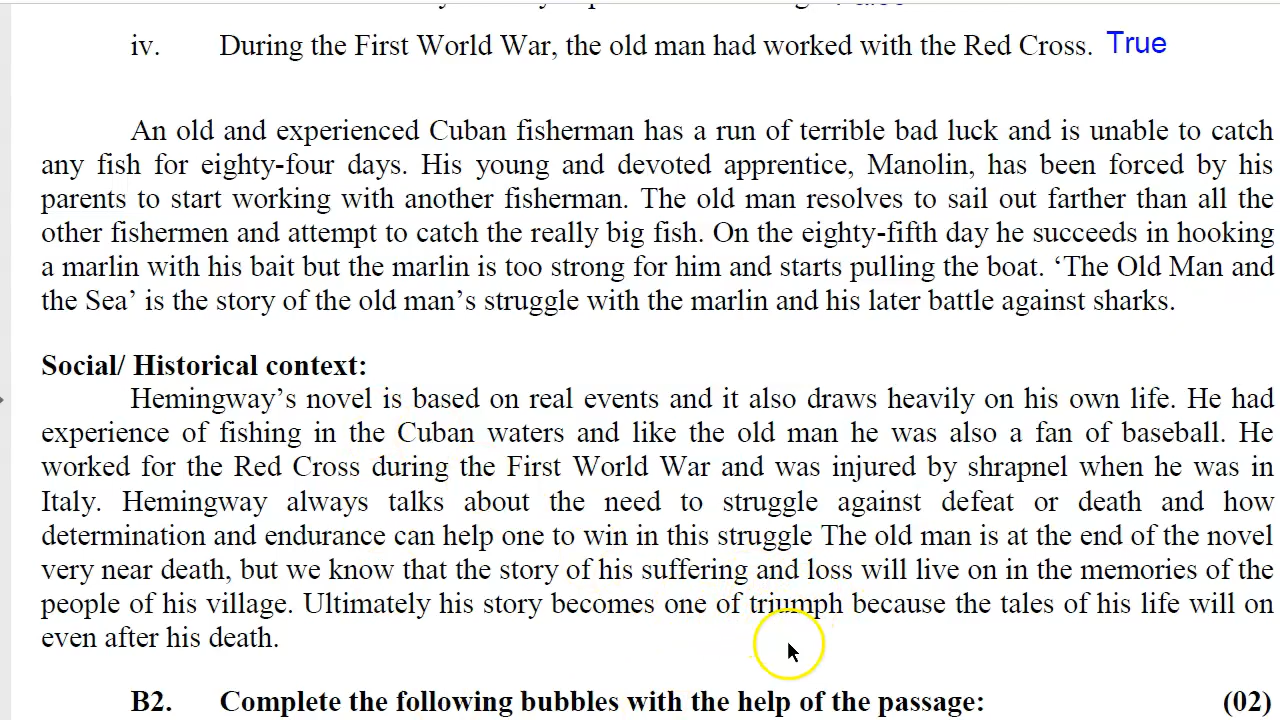 iv. During the First World War, the old man had worked with the Red Cross. True
An old and experienced Cuban fisherman has a run of terrible bad luck and is unable to catch
any fish for eighty-four days. His young and devoted apprentice, Manolin, has been forced by his
parents to start working with another fisherman. The old man resolves to sail out farther than all the
other fishermen and attempt to catch the really big fish. On the eighty-fifth day he succeeds in hooking
a marlin with his bait but the marlin is too strong for him and starts pulling the boat. ‘The Old Man and
the Sea’ is the story of the old man’s struggle with the marlin and his later battle against sharks.
Social/ Historical context:
Hemingway’s novel is based on real events and it also draws heavily on his own life. He had
experience of fishing in the Cuban waters and like the old man he was also a fan of baseball. He
worked for the Red Cross during the First World War and was injured by shrapnel when he was in
Italy. Hemingway always talks about the need to struggle against defeat or death and how
determination and endurance can help one to win in this struggle The old man is at the end of the novel
very near death, but we know that the story of his suffering and loss will live on in the memories of the
people of his village. Ultimately his story becomes one of triumph because the tales of his life will on
even after his death.
B2. Complete the following bubbles with the help of the passage: (02)